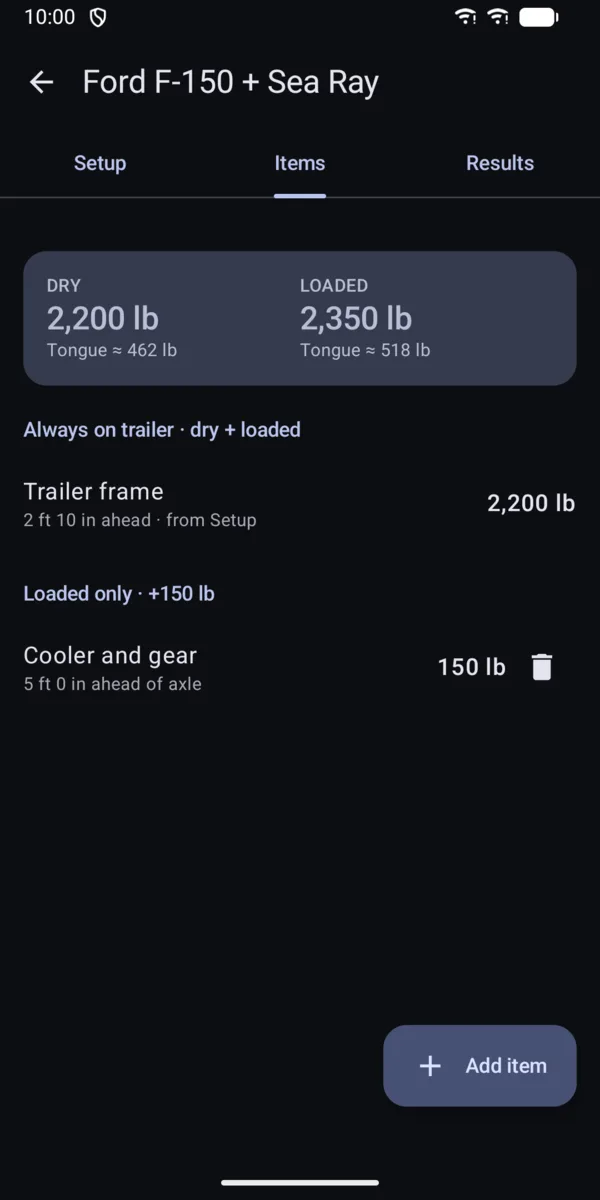 10:00
Ford F-150 + Sea Ray
Setup
Items
Results
DRY
2,200 lb
Tongue ≈ 462 lb
LOADED
2,350 lb
Tongue ≈ 518 lb
Always on trailer · dry + loaded
Trailer frame
2 ft 10 in ahead · from Setup
2,200 lb
Loaded only · +150 lb
Cooler and gear
5 ft 0 in ahead of axle
150 lb
Add item